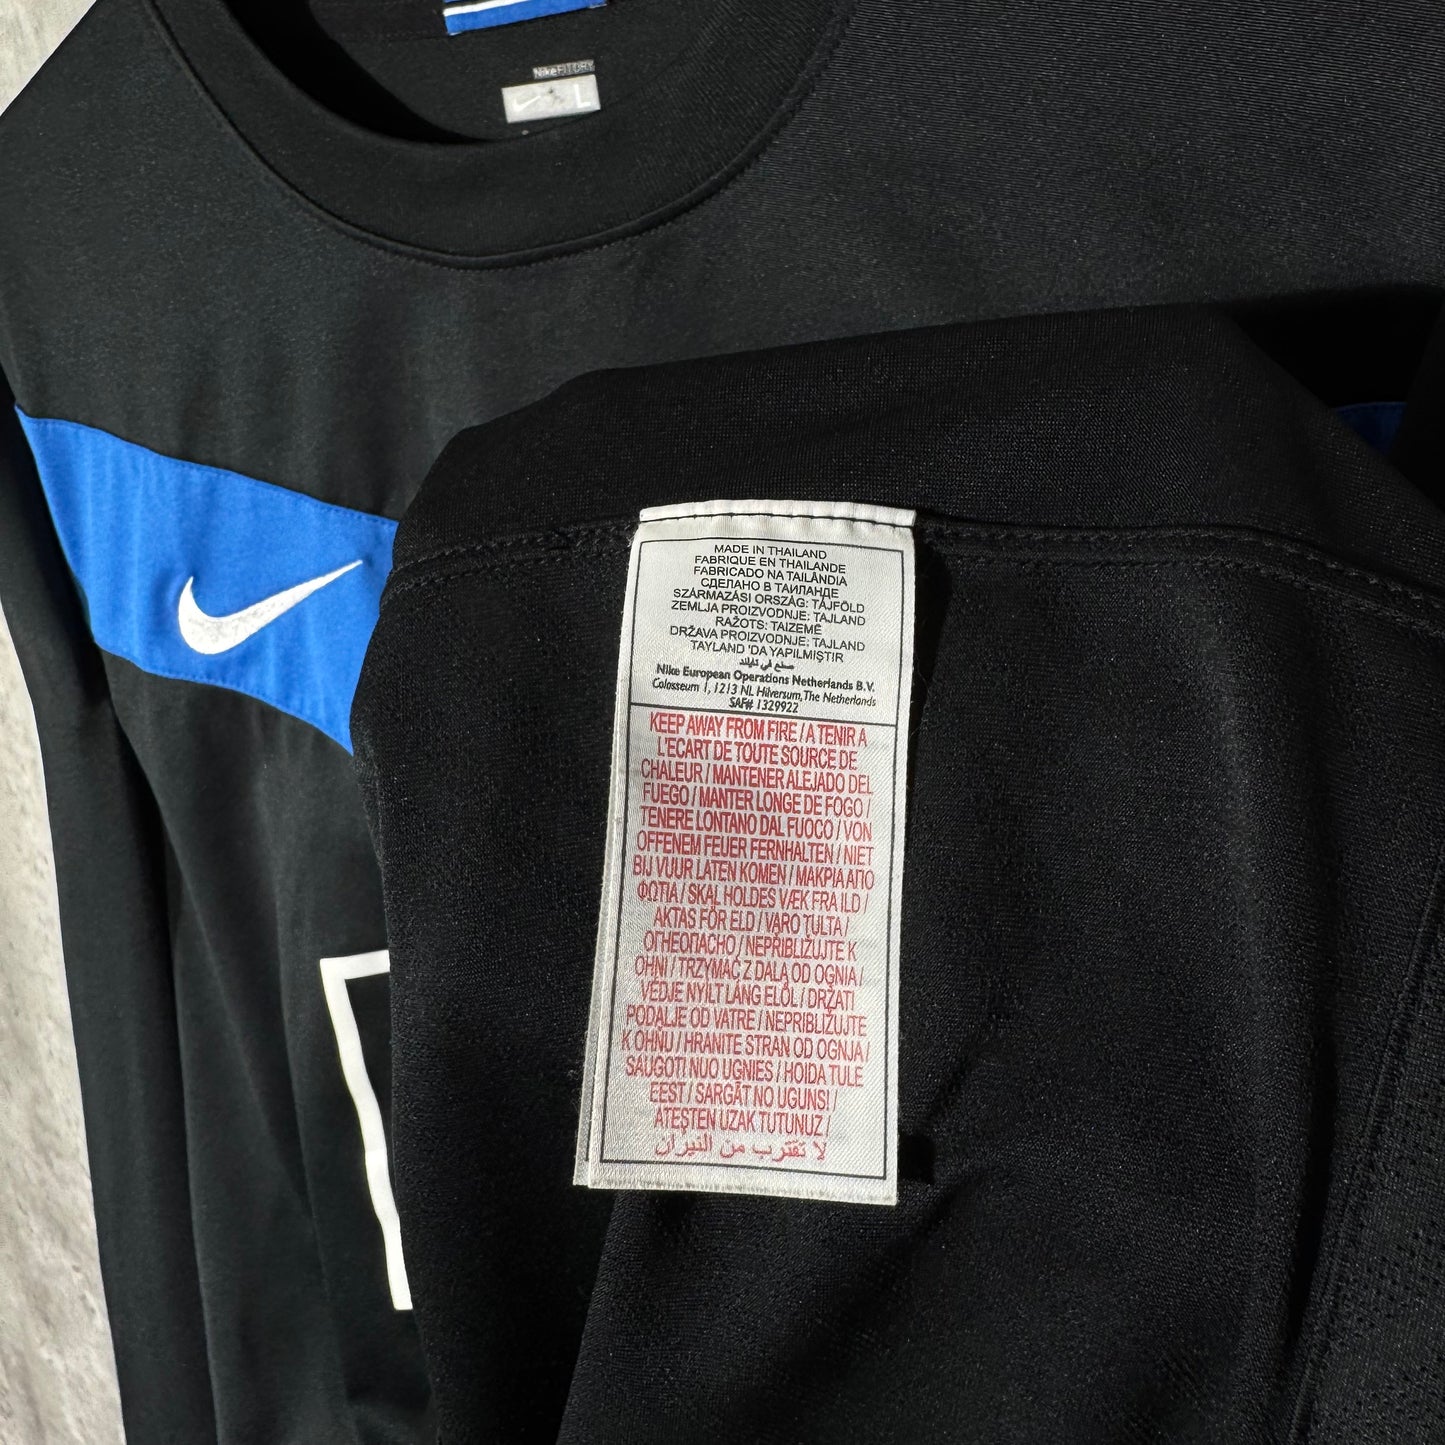 NikeFITDRY
L
MADE IN THAILAND
FABRIQUE EN THAILANDE
FABRICADO NA TAILÂNDIA
СДЕЛАНО В ТАИЛАНДЕ
SZÁRMAZÁSI ORSZÁG: TÁJFÖLD
ZEMLJA PROIZVODNJE: TAJLAND
RAŽOTS: TAIZEMĒ
DRŽAVA PROIZVODNJE: TAJLAND
TAYLAND 'DA YAPILMIŞTIR
صنع في تايلاند
Nike European Operations Netherlands B.V.
Colosseum 1, 1213 NL Hilversum, The Netherlands
SAF# 1329922
KEEP AWAY FROM FIRE / A TENIR A
L'ECART DE TOUTE SOURCE DE
CHALEUR / MANTENER ALEJADO DEL
FUEGO / MANTER LONGE DE FOGO /
TENERE LONTANO DAL FUOCO / VON
OFFENEM FEUER FERNHALTEN / NIET
BIJ VUUR LATEN KOMEN / ΜΑΚΡΙΑ ΑΠΟ
ΦΩΤΙΑ / SKAL HOLDES VÆK FRA ILD /
AKTAS FÖR ELD / VARO TULTA /
ОГНЕОПАСНО / NEPŘIBLIŽUJTE K
OHNI / TRZYMAĆ Z DALA OD OGNIA /
VÉDJE NYÍLT LÁNG ELŐL / DRŽATI
PODALJE OD VATRE / NEPRIBLIŽUJTE
K OHŇU / HRANITE STRAN OD OGNJA /
SAUGOTI NUO UGNIES / HOIDA TULE
EEST / SARGĀT NO UGUNS! /
ATEŞTEN UZAK TUTUNUZ /
لا تقترب من النيران